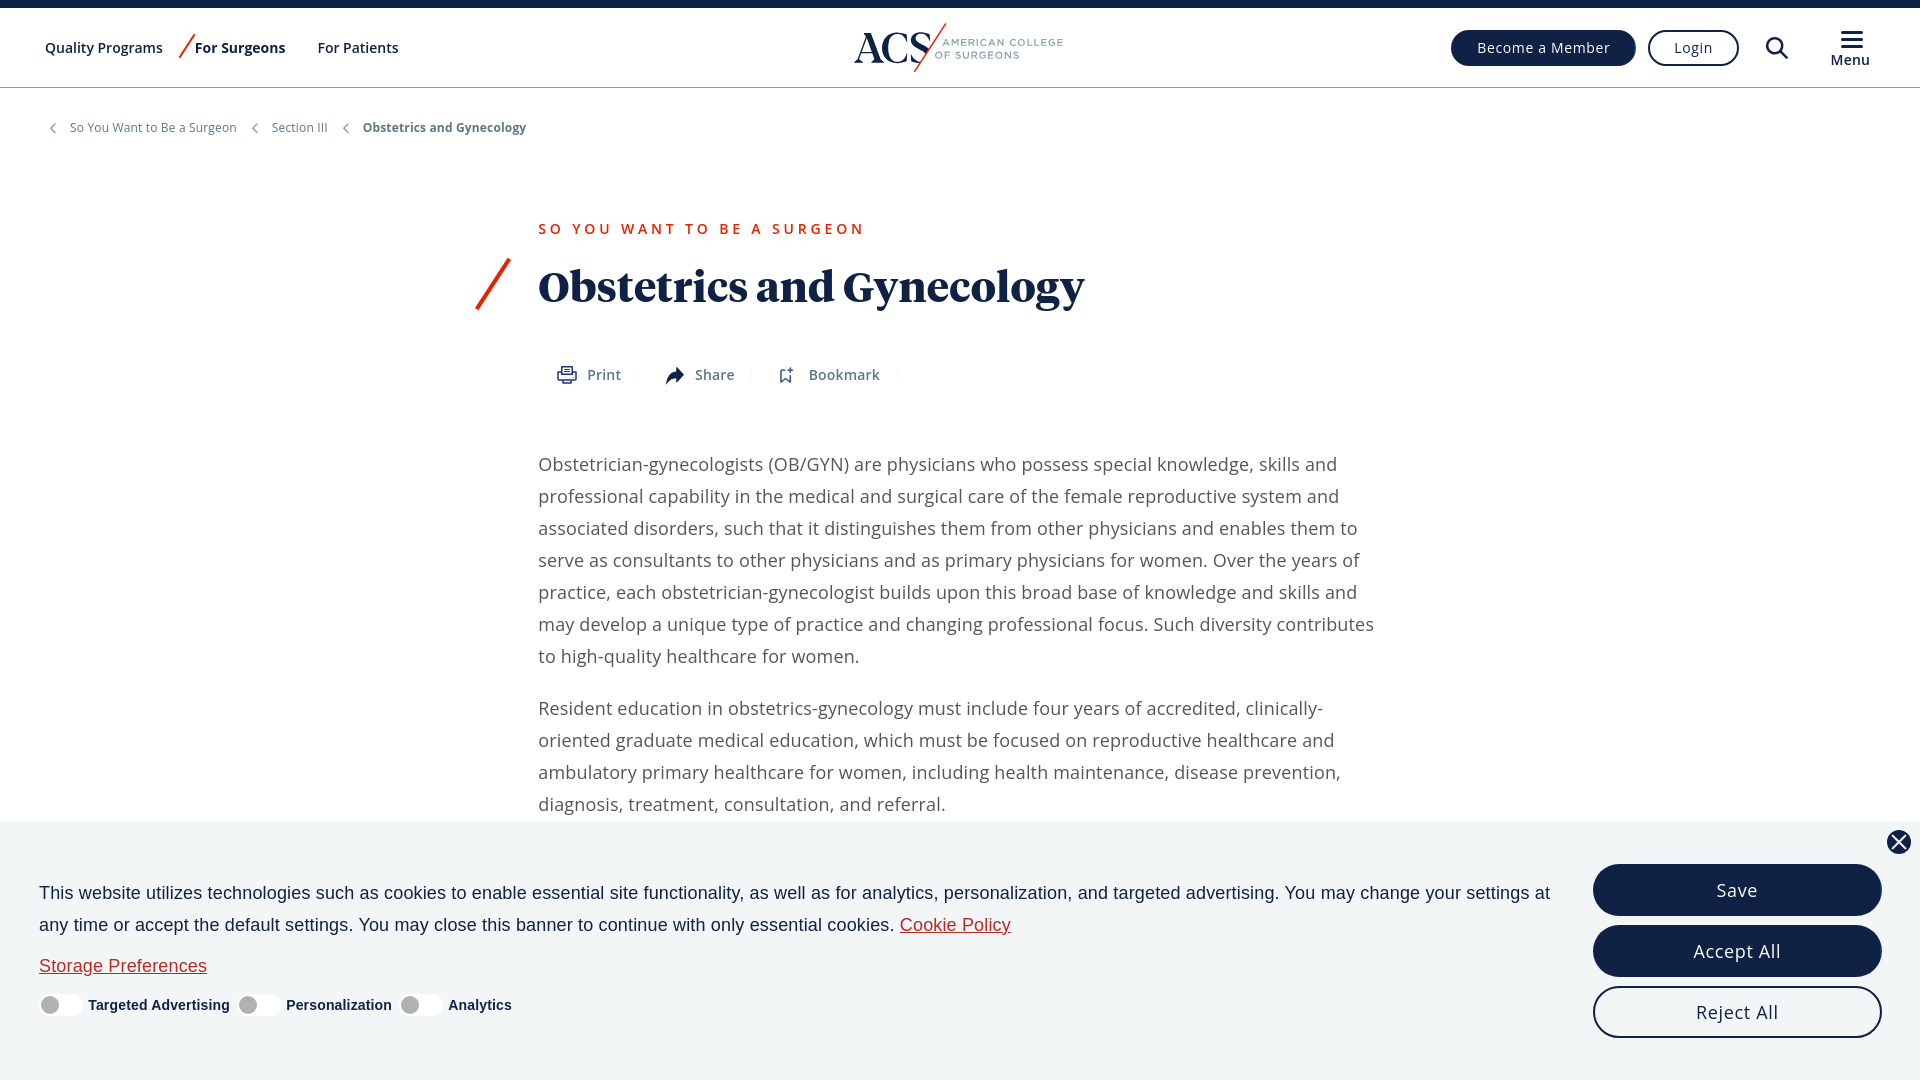 Quality Programs
For Surgeons
For Patients
ACS AMERICAN COLLEGE
OF SURGEONS
Become a Member
Login
Menu
So You Want to Be a Surgeon
Section III
Obstetrics and Gynecology
SO YOU WANT TO BE A SURGEON
Obstetrics and Gynecology
Print
Share
Bookmark
Obstetrician-gynecologists (OB/GYN) are physicians who possess special knowledge, skills and
professional capability in the medical and surgical care of the female reproductive system and
associated disorders, such that it distinguishes them from other physicians and enables them to
serve as consultants to other physicians and as primary physicians for women. Over the years of
practice, each obstetrician-gynecologist builds upon this broad base of knowledge and skills and
may develop a unique type of practice and changing professional focus. Such diversity contributes
to high-quality healthcare for women.
Resident education in obstetrics-gynecology must include four years of accredited, clinically-
oriented graduate medical education, which must be focused on reproductive healthcare and
ambulatory primary healthcare for women, including health maintenance, disease prevention,
diagnosis, treatment, consultation, and referral.
This website utilizes technologies such as cookies to enable essential site functionality, as well as for analytics, personalization, and targeted advertising. You may change your settings at
any time or accept the default settings. You may close this banner to continue with only essential cookies. Cookie Policy
Storage Preferences
Targeted Advertising
Personalization
Analytics
Save
Accept All
Reject All